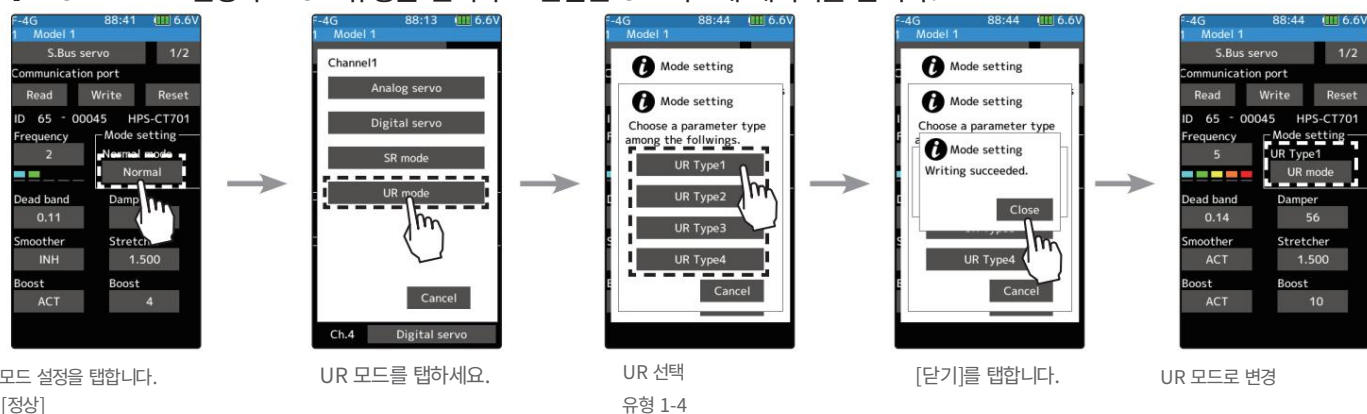 F-4G 88:41 6.6V
1 Model 1
S.Bus servo 1/2
Communication port
Read Write Reset
ID 65 - 00045 HPS-CT701
Frequency Mode setting
2 Normal mode
Normal
Dead band Damp
0.11
Smoother Stretch
INH 1.500
Boost Boost
ACT 4
모드 설정을 탭합니다.
[정상]
F-4G 88:13 6.6V
1 Model 1
Channel1
Analog servo
Digital servo
SR mode
UR mode
Cancel
Ch.4 Digital servo
UR 모드를 탭하세요.
F-4G 88:44 6.6V
1 Model 1
Mode setting
Mode setting
Choose a parameter type
among the follwings.
UR Type1
UR Type2
UR Type3
UR Type4
Cancel
UR 선택
유형 1-4
F-4G 88:44 6.6V
1 Model 1
Mode setting
Mode setting
Choose a parameter type
Mode setting
Writing succeeded.
Close
UR Type4
Cancel
[닫기]를 탭합니다.
F-4G 88:44 6.6V
1 Model 1
S.Bus servo 1/2
Communication port
Read Write Reset
ID 65 - 00045 HPS-CT701
Frequency Mode setting
5 UR Type1
UR mode
Dead band Damper
0.14 56
Smoother Stretcher
ACT 1.500
Boost Boost
ACT 10
UR 모드로 변경